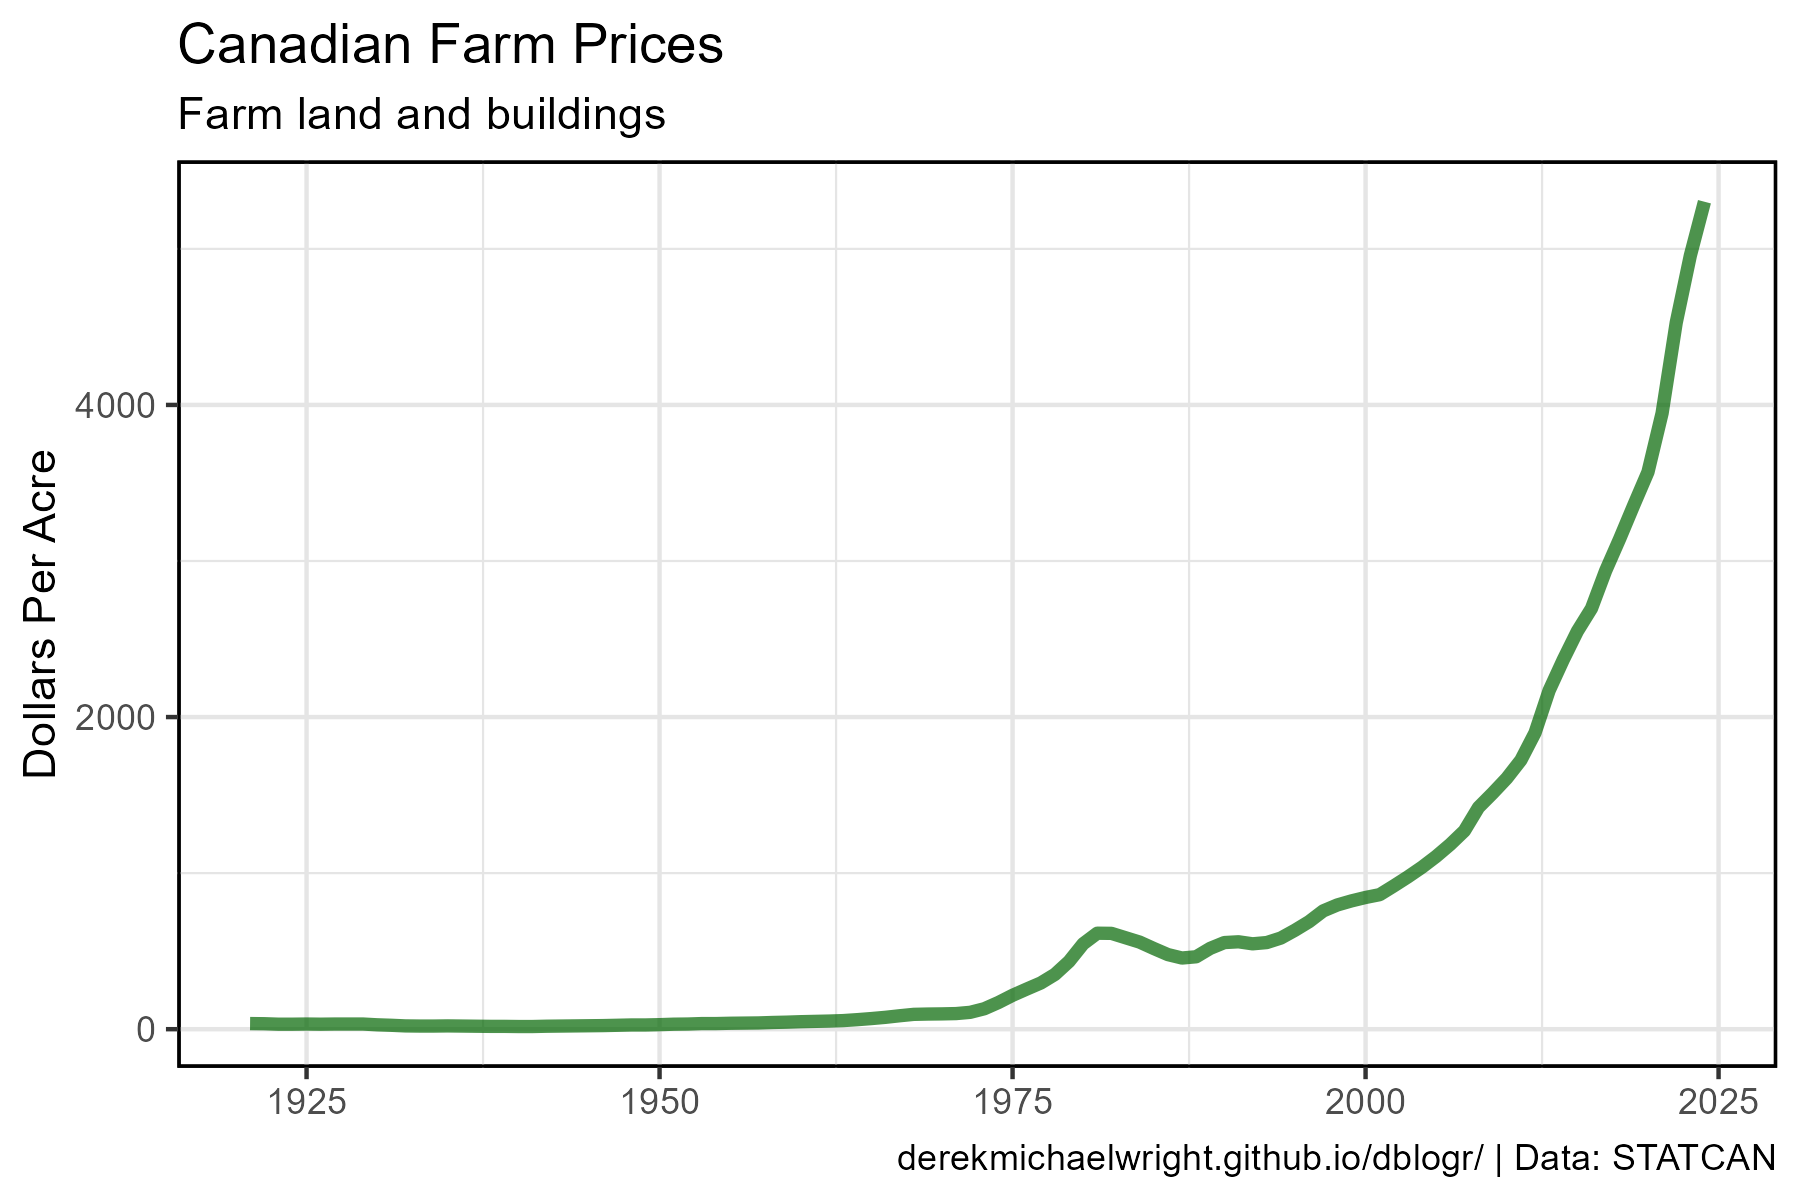 Canadian Farm Prices
Farm land and buildings
Dollars Per Acre
4000
2000
0
1925 1950 1975 2000 2025
derekmichaelwright.github.io/dblogr/ | Data: STATCAN